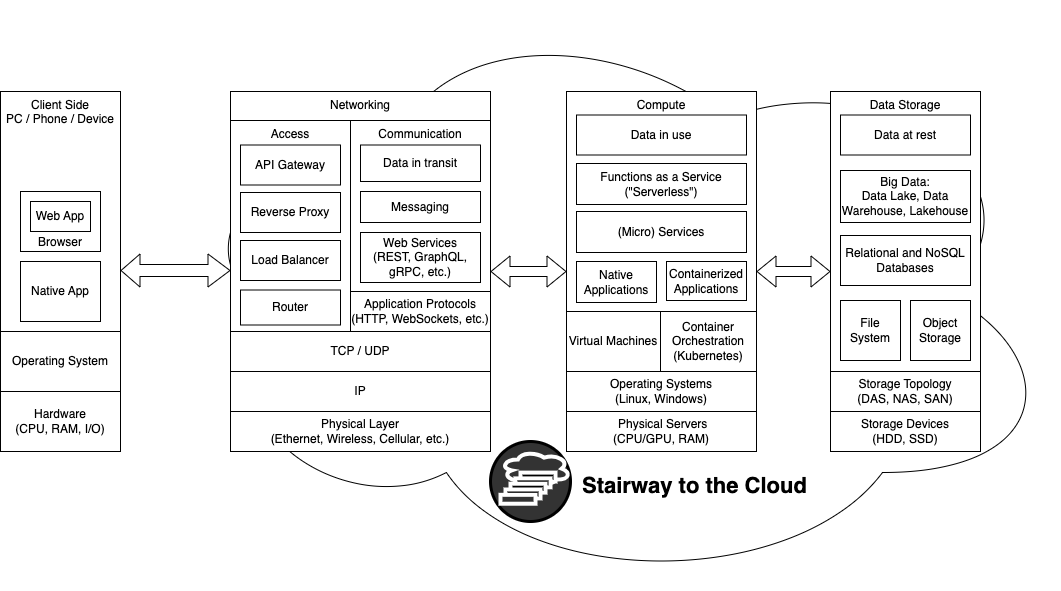 Client Side
PC / Phone / Device
Web App
Browser
Native App
Operating System
Hardware
(CPU, RAM, I/O)
Networking
Access
API Gateway
Reverse Proxy
Load Balancer
Router
Communication
Data in transit
Messaging
Web Services
(REST, GraphQL,
gRPC, etc.)
Application Protocols
(HTTP, WebSockets, etc.)
TCP / UDP
IP
Physical Layer
(Ethernet, Wireless, Cellular, etc.)
Compute
Data in use
Functions as a Service
("Serverless")
(Micro) Services
Native
Applications
Containerized
Applications
Virtual Machines
Container
Orchestration
(Kubernetes)
Operating Systems
(Linux, Windows)
Physical Servers
(CPU/GPU, RAM)
Data Storage
Data at rest
Big Data:
Data Lake, Data
Warehouse, Lakehouse
Relational and NoSQL
Databases
File
System
Object
Storage
Storage Topology
(DAS, NAS, SAN)
Storage Devices
(HDD, SSD)
Stairway to the Cloud